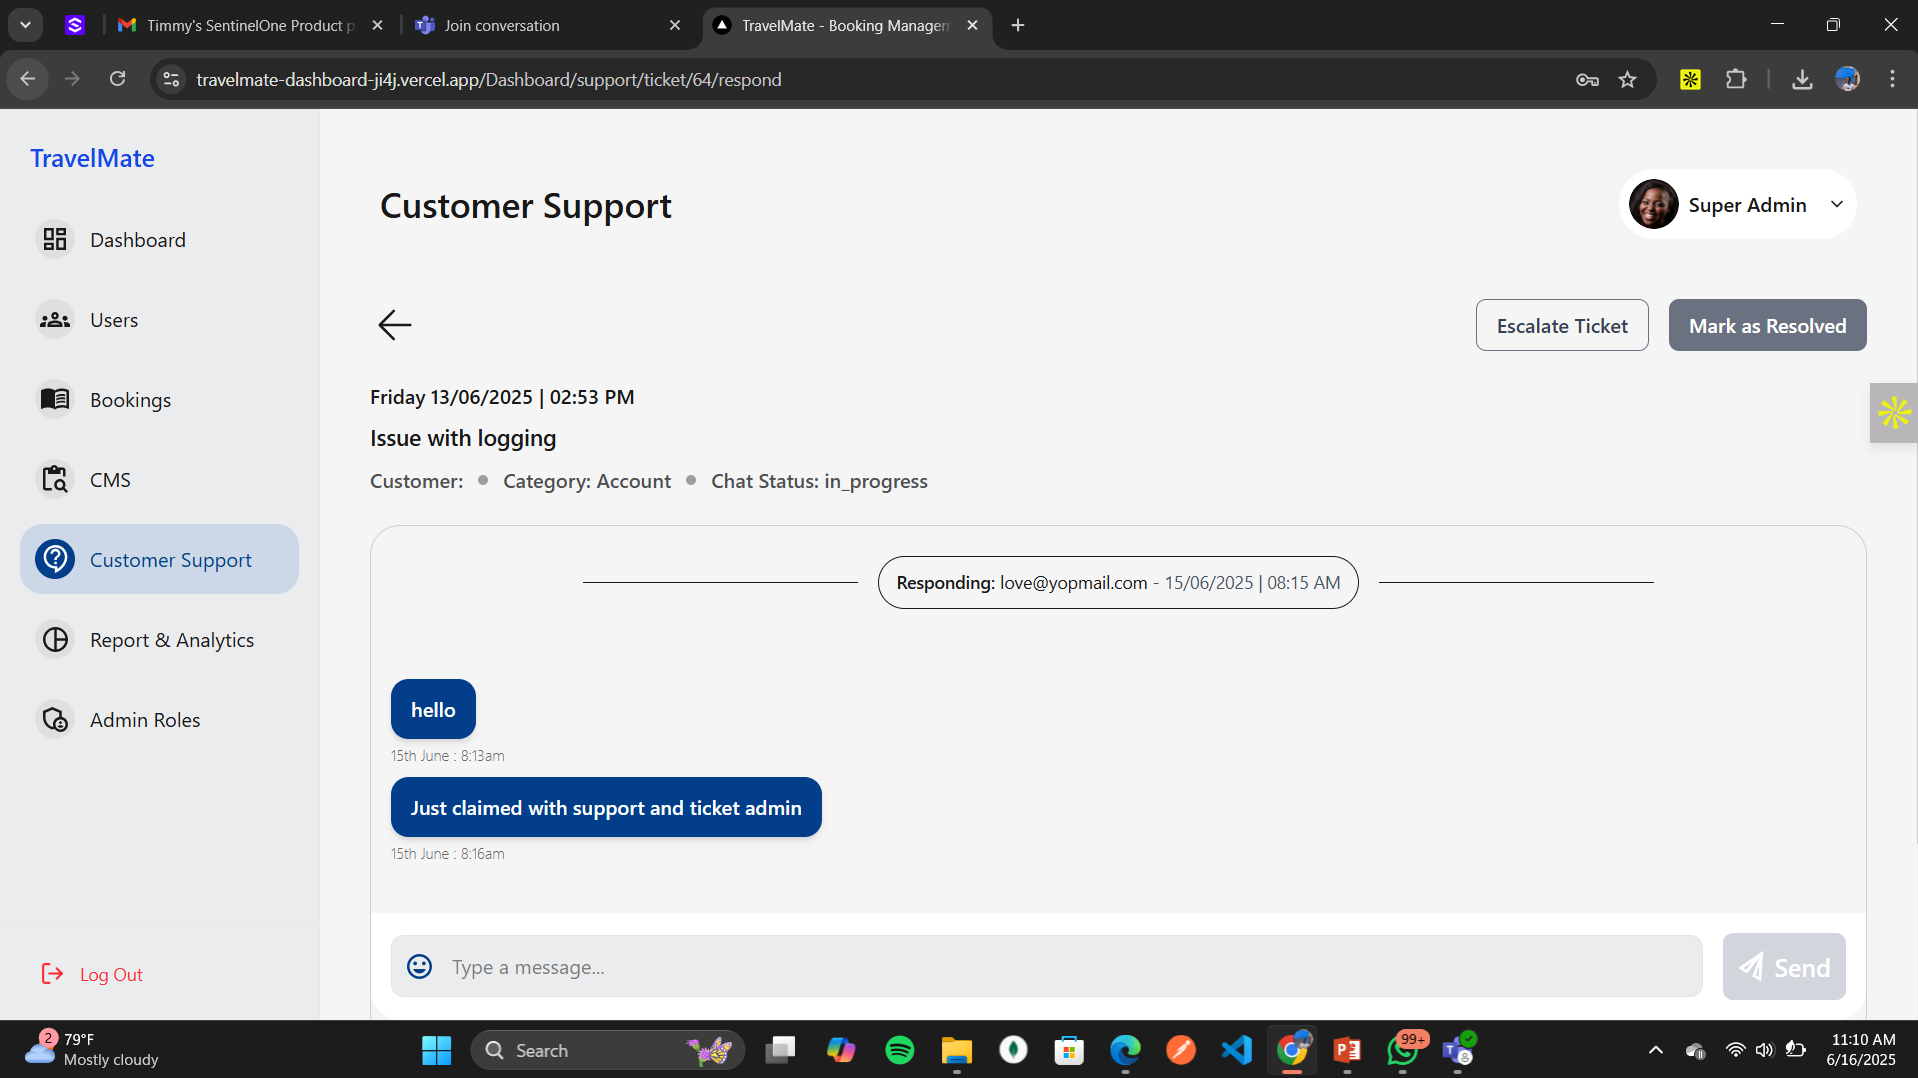 Timmy's SentinelOne Product p
Join conversation
TravelMate - Booking Managem
travelmate-dashboard-ji4j.vercel.app/Dashboard/support/ticket/64/respond
TravelMate
Dashboard
Users
Bookings
CMS
Customer Support
Report & Analytics
Admin Roles
Log Out
Customer Support
Super Admin
Escalate Ticket
Mark as Resolved
Friday 13/06/2025 | 02:53 PM
Issue with logging
Customer: Category: Account Chat Status: in_progress
Responding: love@yopmail.com - 15/06/2025 | 08:15 AM
hello
15th June : 8:13am
Just claimed with support and ticket admin
15th June : 8:16am
Type a message...
Send
2
79°F
Mostly cloudy
Search
99+
11:10 AM
6/16/2025